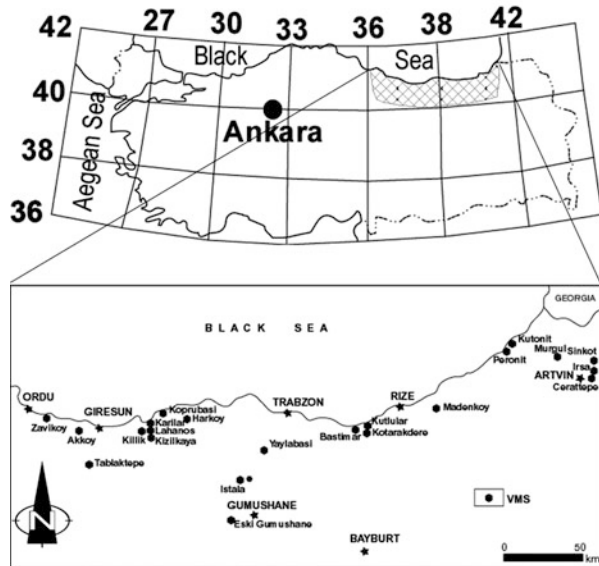 42 27 30 33 36 38 42
Black Sea
40
Ankara
Aegean Sea
38
36
GEORGIA
BLACK SEA
Kutonit
Murgul Sinkot
Peronit
Irsa
ARTVIN
Cerattepe
ORDU
Koprubasi
TRABZON
RIZE
Madenkoy
GIRESUN
Karilar
Harkoy
Kutlular
Zavikoy
Akkoy
Killik
Lahanos
Bastimar
Kotarakdere
Kizilkaya
Yaylabasi
Tablaktepe
Istala
VMS
GUMUSHANE
Eski Gumushane
N
BAYBURT
0 50
km